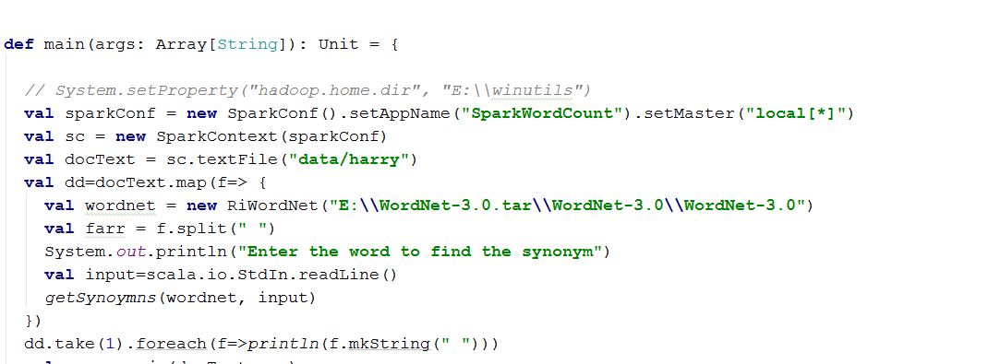 def main(args: Array[String]): Unit = {
// System.setProperty("hadoop.home.dir", "E:\\winutils")
val sparkConf = new SparkConf().setAppName("SparkWordCount").setMaster("local[*]")
val sc = new SparkContext(sparkConf)
val docText = sc.textFile("data/harry")
val dd=docText.map(f=> {
val wordnet = new RiWordNet("E:\\WordNet-3.0.tar\\WordNet-3.0\\WordNet-3.0")
val farr = f.split(" ")
System.out.println("Enter the word to find the synonym")
val input=scala.io.StdIn.readLine()
getSynoymns(wordnet, input)
})
dd.take(1).foreach(f=>println(f.mkString(" ")))